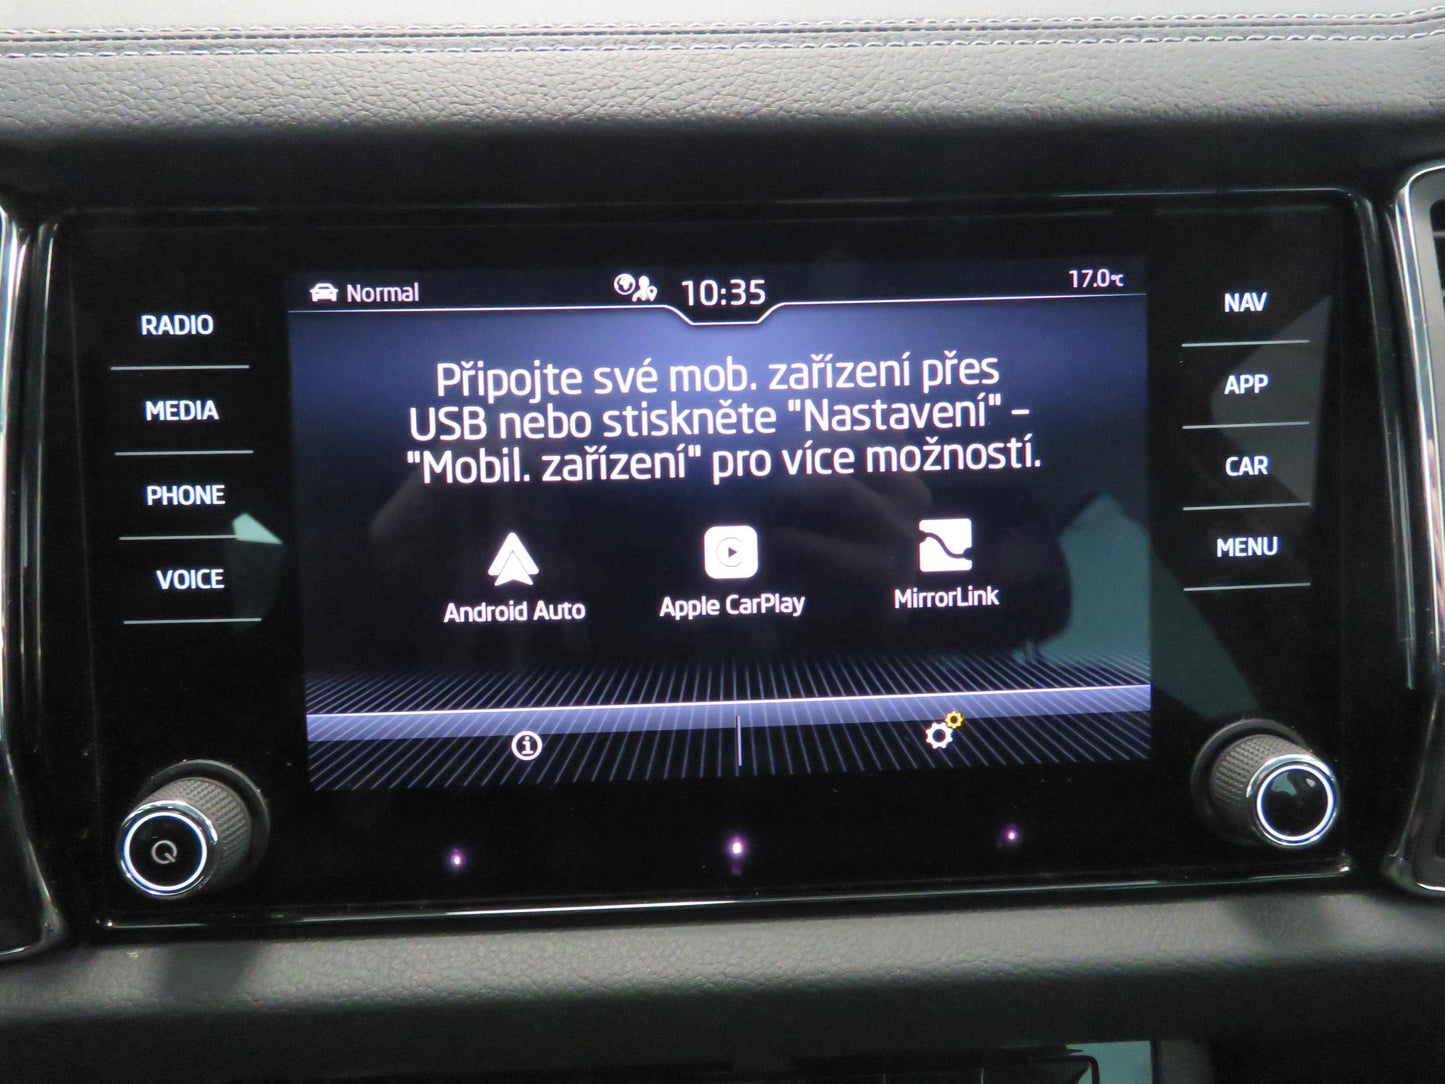 Normal
10:35
17.0°C
RADIO
MEDIA
PHONE
VOICE
Připojte své mob. zařízení přes
USB nebo stiskněte "Nastavení" –
"Mobil. zařízení" pro více možností.
Android Auto
Apple CarPlay
MirrorLink
NAV
APP
CAR
MENU